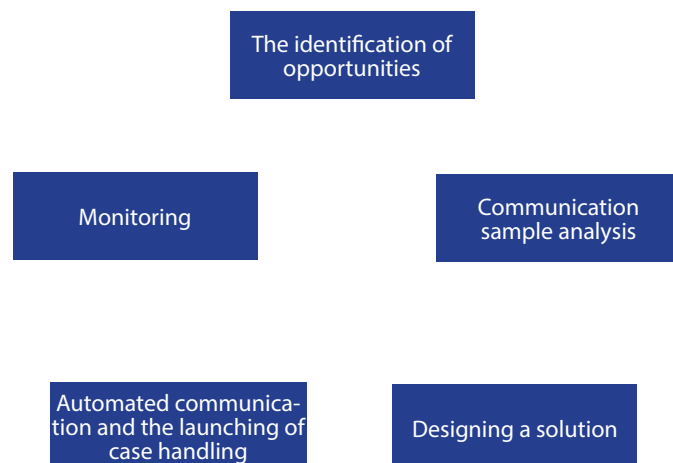 The identification of
opportunities
Communication
sample analysis
Designing a solution
Automated communica-
tion and the launching of
case handling
Monitoring